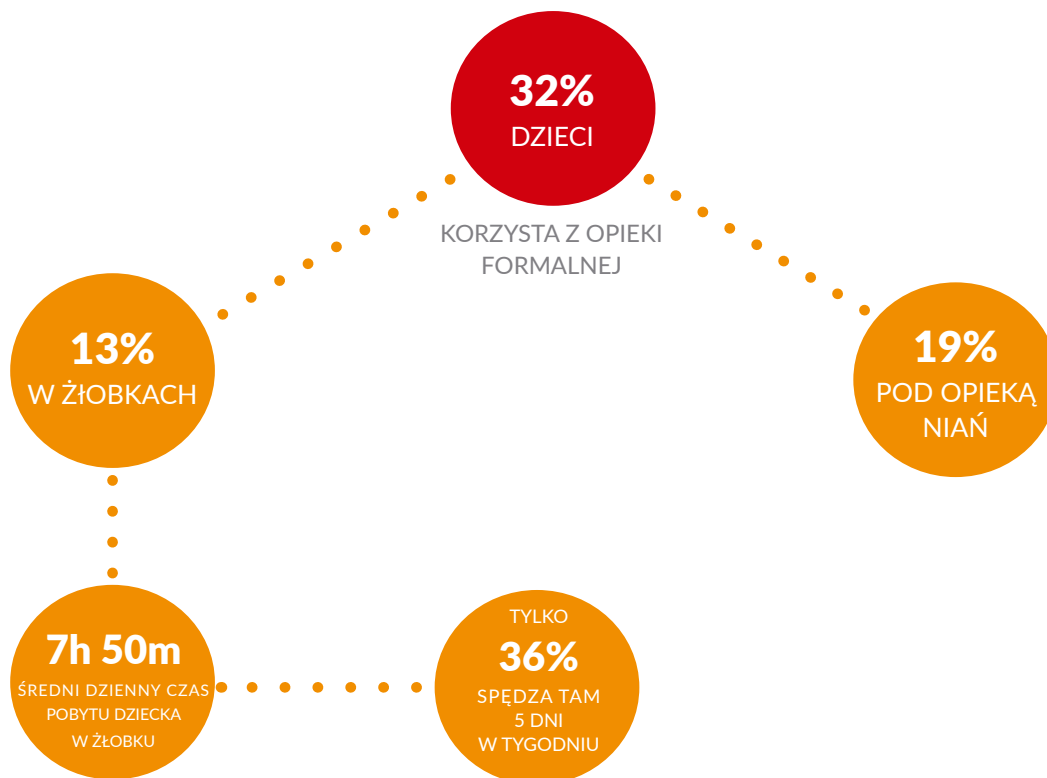 32%
DZIECI
KORZYSTA Z OPIEKI
FORMALNEJ
13%
W ŻŁOBKACH
19%
POD OPIEKĄ
NIAŃ
7h 50m
ŚREDNI DZIENNY CZAS
POBYTU DZIECKA
W ŻŁOBKU
TYLKO
36%
SPĘDZA TAM
5 DNI
W TYGODNIU